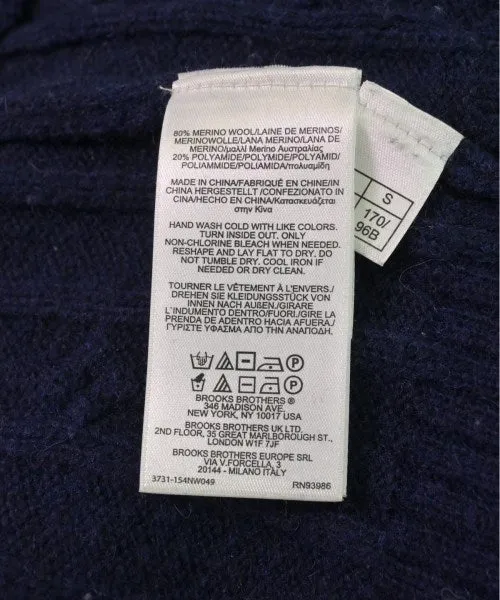 80% MERINO WOOL/LAINE DE MERINOS/
MERINOWOLLE/LANA MERINO/LANA DE
MERINO/μαλλί Merino Αυστραλίας
20% POLYAMIDE/POLYMIDE/POLYAMID/
POLIAMMIDE/POLIAMIDA/πολυαμίδη
MADE IN CHINA/FABRIQUÉ EN CHINE/IN
CHINA HERGESTELLT /CONFEZIONATO IN
CINA/HECHO EN CHINA/Κατασκευάζεται
στην Κίνα
HAND WASH COLD WITH LIKE COLORS.
TURN INSIDE OUT. ONLY
NON-CHLORINE BLEACH WHEN NEEDED.
RESHAPE AND LAY FLAT TO DRY. DO
NOT TUMBLE DRY. COOL IRON IF
NEEDED OR DRY CLEAN.
TOURNER LE VÊTEMENT À L'ENVERS./
DREHEN SIE KLEIDUNGSSTÜCK VON
INNEN NACH AUßEN./GIRARE
L'INDUMENTO DENTRO/FUORI./GIRE LA
PRENDA DE ADENTRO HACIA AFUERA./
ΓΥΡΙΣΤΕ ΥΦΑΣΜΑ ΑΠΟ ΤΗΝ ΑΝΑΠΟΔΗ.
P
P
BROOKS BROTHERS ®
346 MADISON AVE.
NEW YORK, NY 10017USA
BROOKS BROTHERS UK LTD.
2ND FLOOR, 35 GREAT MARLBOROUGH ST.,
LONDON W1F 7JF
BROOKS BROTHERS EUROPE SRL
VIA V.FORCELLA, 3
20144 - MILANO ITALY
3731-154NW049 RN93986
S
170/
96B